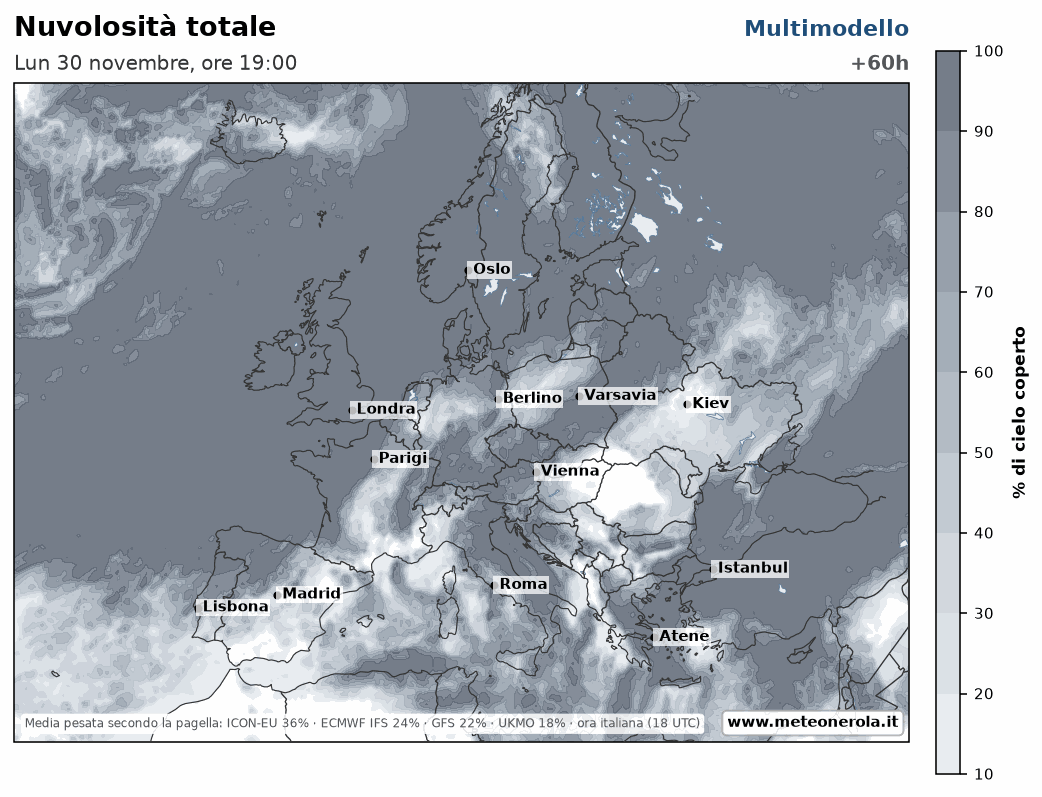 Nuvolosità totale
Multimodello
Lun 30 novembre, ore 19:00
+60h
100
90
80
70
60
50
40
30
20
10
% di cielo coperto
Oslo
Londra
Berlino
Varsavia
Kiev
Parigi
Vienna
Istanbul
Roma
Madrid
Lisbona
Atene
Media pesata secondo la pagella: ICON-EU 36% · ECMWF IFS 24% · GFS 22% · UKMO 18% · ora italiana (18 UTC)
www.meteonerola.it